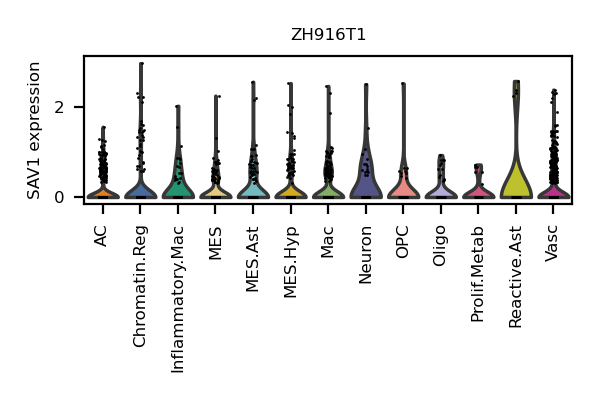 ZH916T1
SAV1 expression
2
0
AC
Chromatin.Reg
Inflammatory.Mac
MES
MES.Ast
MES.Hyp
Mac
Neuron
OPC
Oligo
Prolif.Metab
Reactive.Ast
Vasc